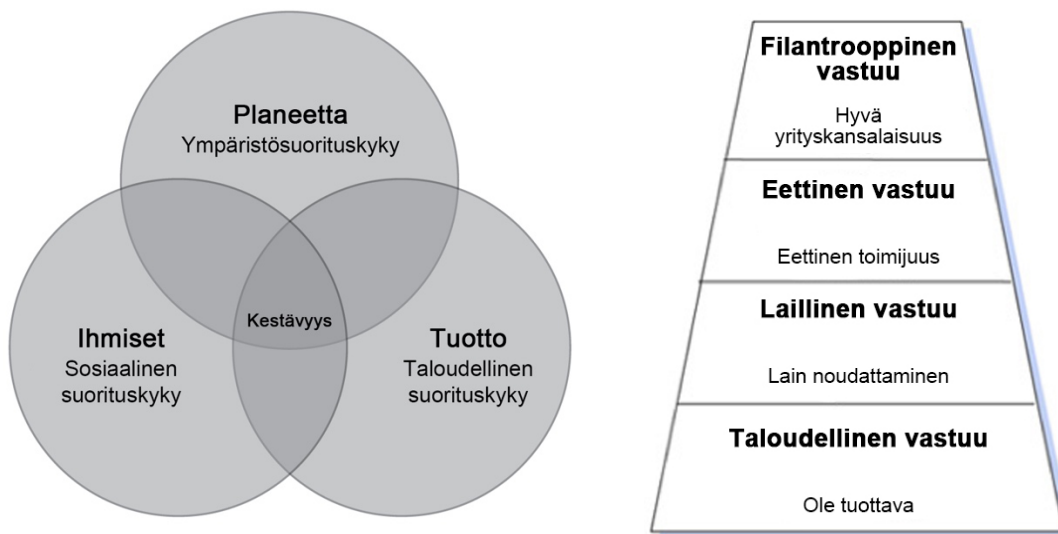 Planeetta
Ympäristösuorituskyky
Ihmiset
Sosiaalinen
suorituskyky
Kestävyys
Tuotto
Taloudellinen
suorituskyky
Filantrooppinen
vastuu
Hyvä
yrityskansalaisuus
Eettinen vastuu
Eettinen toimijuus
Laillinen vastuu
Lain noudattaminen
Taloudellinen vastuu
Ole tuottava